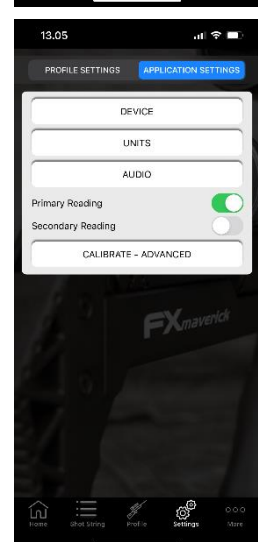 13.05
PROFILE SETTINGS APPLICATION SETTINGS
DEVICE
UNITS
AUDIO
Primary Reading
Secondary Reading
CALIBRATE - ADVANCED
FXmaverick
Home Shot String Profile Settings More